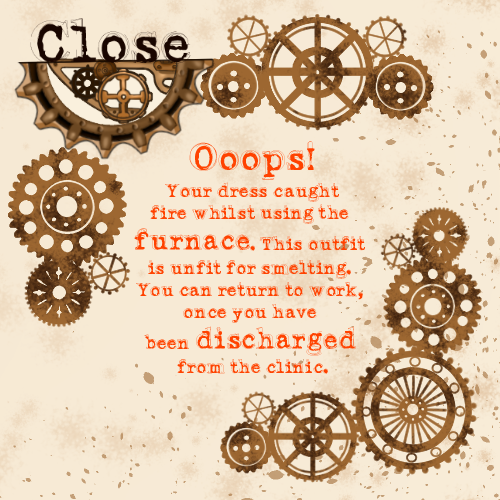 Close
Ooops!
Your dress caught
fire whilst using the
furnace. This outfit
is unfit for smelting.
You can return to work,
once you have
been discharged
from the clinic.